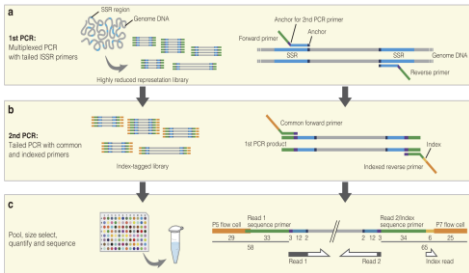 a
1st PCR:
Multiplexed PCR
with tailed ISSR primers
SSR region
Genome DNA
Highly reduced represetation library
Anchor for 2nd PCR primer
Forward primer
Anchor
SSR
SSR
Genome DNA
Reverse primer
b
2nd PCR:
Tailed PCR with common
and indexed primers
Index-tagged library
Common forward primer
1st PCR product
Index
Indexed reverse primer
c
Pool, size select,
quantify and sequence
P5 flow cell
Read 1
sequence primer
Read 2/Index
sequence primer
P7 flow cell
29 33 3 12 2 2 12 3 34 6 25
58 65
Read 1
Read 2
Index read